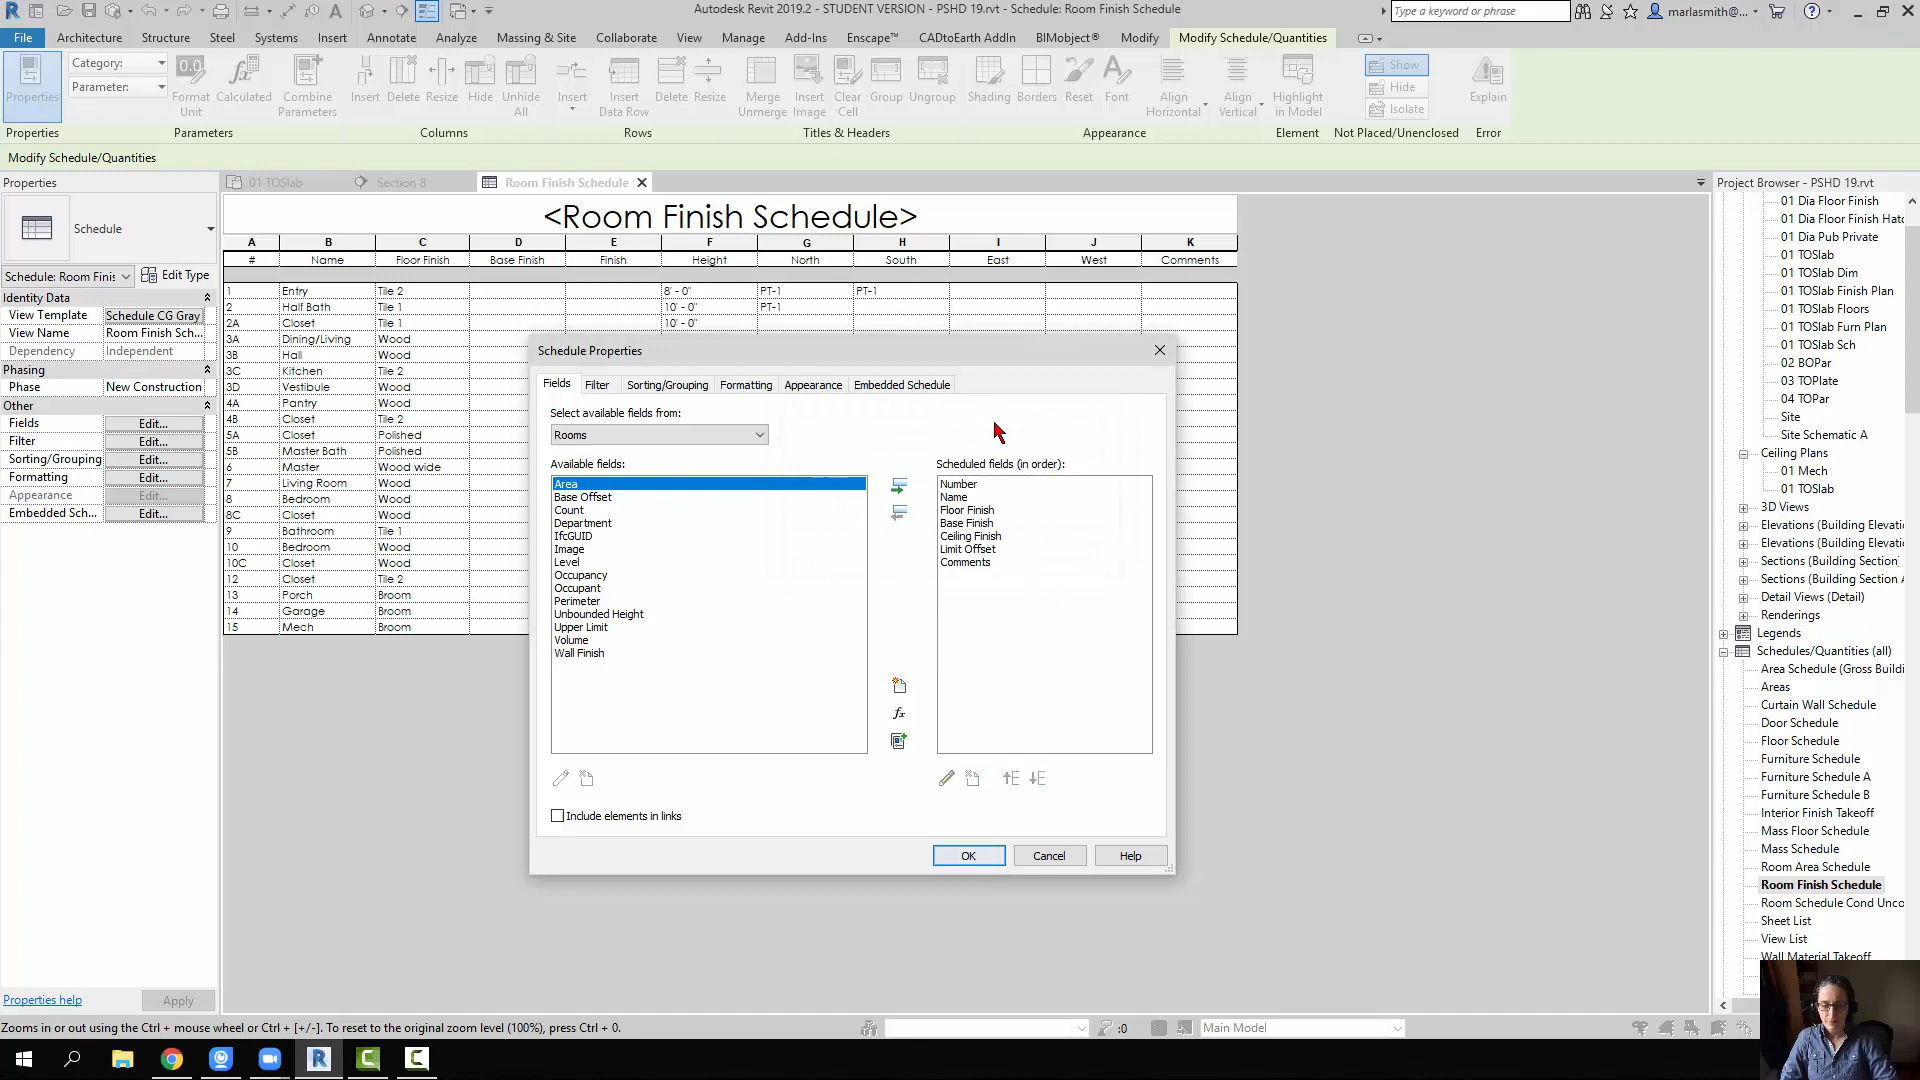 Autodesk Revit 2019.2 - STUDENT VERSION - PSHD 19.rvt - Schedule: Room Finish Schedule
Type a keyword or phrase
marlasmith@...
File Architecture Structure Steel Systems Insert Annotate Analyze Massing & Site Collaborate View Manage Add-Ins Enscape™ CADtoEarth AddIn BIMobject® Modify Modify Schedule/Quantities
Properties
Category:
Parameter:
Format Unit
Calculated
Combine Parameters
Insert Delete Resize Hide Unhide All
Insert
Insert Data Row
Delete Resize
Merge Unmerge
Insert Image
Clear Cell
Group Ungroup
Shading Borders Reset Font
Align Horizontal
Align Vertical
Highlight in Model
Show
Hide
Isolate
Explain
Properties Parameters Columns Rows Titles & Headers Appearance Element Not Placed/Unenclosed Error
Modify Schedule/Quantities
Properties
Schedule
Schedule: Room Finis
Edit Type
Identity Data
View Template Schedule CG Gray
View Name Room Finish Sch...
Dependency Independent
Phasing
Phase New Construction
Other
Fields Edit...
Filter Edit...
Sorting/Grouping Edit...
Formatting Edit...
Appearance Edit...
Embedded Sch... Edit...
Properties help
Apply
01 TOSlab
Section 8
Room Finish Schedule
<Room Finish Schedule>
A B C D E F G H I J K
# Name Floor Finish Base Finish Finish Height North South East West Comments
1 Entry Tile 2 8' - 0" PT-1 PT-1
2 Half Bath Tile 1 10' - 0" PT-1
2A Closet Tile 1 10' - 0"
3A Dining/Living Wood
3B Hall Wood
3C Kitchen Tile 2
3D Vestibule Wood
4A Pantry Wood
4B Closet Tile 2
5A Closet Polished
5B Master Bath Polished
6 Master Wood wide
7 Living Room Wood
8 Bedroom Wood
8C Closet Wood
9 Bathroom Tile 1
10 Bedroom Wood
10C Closet Wood
12 Closet Tile 2
13 Porch Broom
14 Garage Broom
15 Mech Broom
Schedule Properties
Fields Filter Sorting/Grouping Formatting Appearance Embedded Schedule
Select available fields from:
Rooms
Available fields:
Area
Base Offset
Count
Department
IfcGUID
Image
Level
Occupancy
Occupant
Perimeter
Unbounded Height
Upper Limit
Volume
Wall Finish
fx
Scheduled fields (in order):
Number
Name
Floor Finish
Base Finish
Ceiling Finish
Limit Offset
Comments
Include elements in links
OK Cancel Help
Project Browser - PSHD 19.rvt
01 Dia Floor Finish
01 Dia Floor Finish Hatc
01 Dia Pub Private
01 TOSlab
01 TOSlab Dim
01 TOSlab Finish Plan
01 TOSlab Floors
01 TOSlab Furn Plan
01 TOSlab Sch
02 BOPar
03 TOPlate
04 TOPar
Site
Site Schematic A
Ceiling Plans
01 Mech
01 TOSlab
3D Views
Elevations (Building Elevati
Elevations (Building Elevati
Sections (Building Section)
Sections (Building Section A
Detail Views (Detail)
Renderings
Legends
Schedules/Quantities (all)
Area Schedule (Gross Buildi
Areas
Curtain Wall Schedule
Door Schedule
Floor Schedule
Furniture Schedule
Furniture Schedule A
Furniture Schedule B
Interior Finish Takeoff
Mass Floor Schedule
Mass Schedule
Room Area Schedule
Room Finish Schedule
Room Schedule Cond Unco
Sheet List
View List
Wall Material Takeoff
Zooms in or out using the Ctrl + mouse wheel or Ctrl + [+/-]. To reset to the original zoom level (100%), press Ctrl + 0.
:0
Main Model